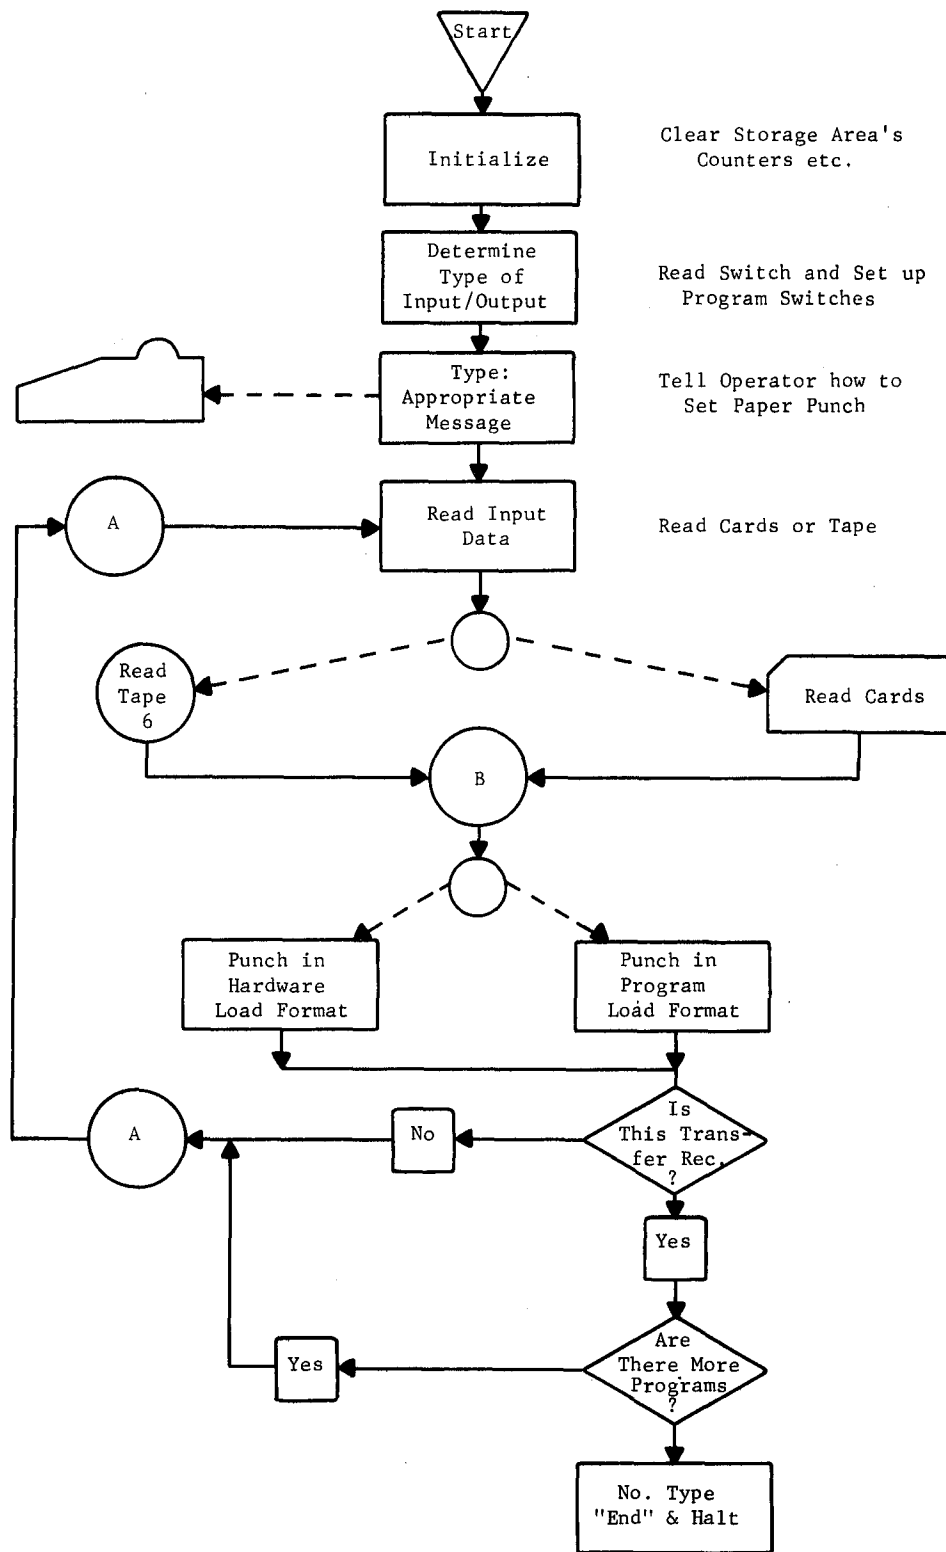 Start
Initialize
Clear Storage Area's
Counters etc.
Determine
Type of
Input/Output
Read Switch and Set up
Program Switches
Type:
Appropriate
Message
Tell Operator how to
Set Paper Punch
A
Read Input
Data
Read Cards or Tape
Read
Tape
6
Read Cards
B
Punch in
Hardware
Load Format
Punch in
Program
Load Format
A
No
Is
This Trans-
fer Rec.
?
Yes
Yes
Are
There More
Programs
?
No. Type
"End" & Halt